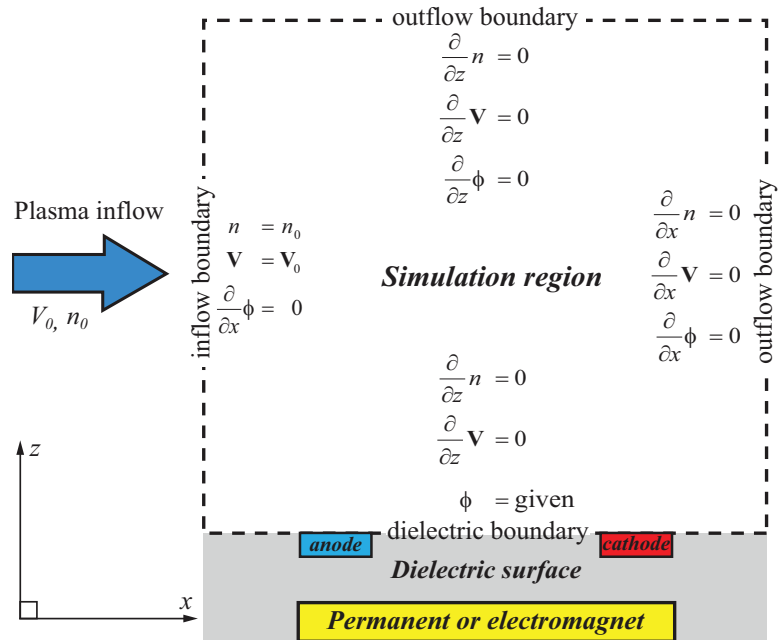 outflow boundary
∂/∂z n = 0
∂/∂z V = 0
∂/∂z ϕ = 0
Plasma inflow
V0, n0
inflow boundary
n = n0
V = V0
∂/∂x ϕ = 0
Simulation region
∂/∂x n = 0
∂/∂x V = 0
∂/∂x ϕ = 0
outflow boundary
∂/∂z n = 0
∂/∂z V = 0
ϕ = given
dielectric boundary
z
x
anode
cathode
Dielectric surface
Permanent or electromagnet